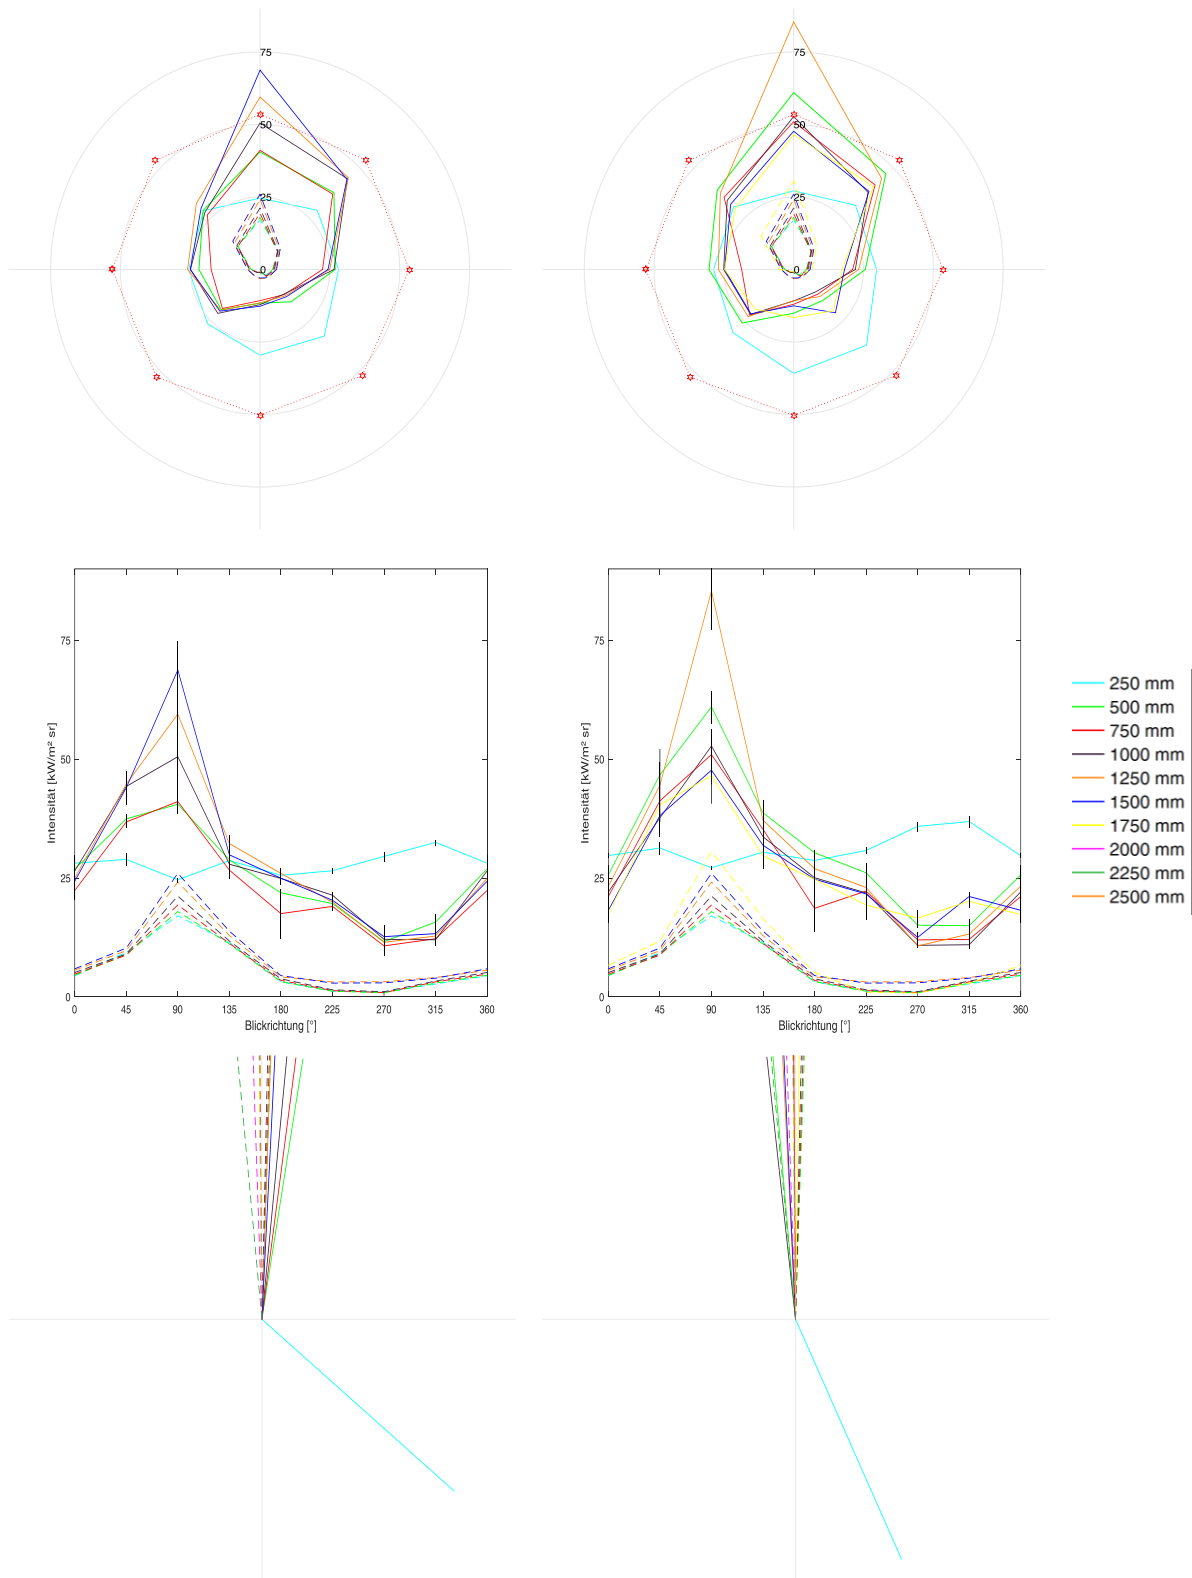 75
50
25
0
75
50
25
0
75
50
25
0
Intensität [kW/m² sr]
0 45 90 135 180 225 270 315 360
Blickrichtung [°]
75
50
25
0
Intensität [kW/m² sr]
0 45 90 135 180 225 270 315 360
Blickrichtung [°]
250 mm
500 mm
750 mm
1000 mm
1250 mm
1500 mm
1750 mm
2000 mm
2250 mm
2500 mm